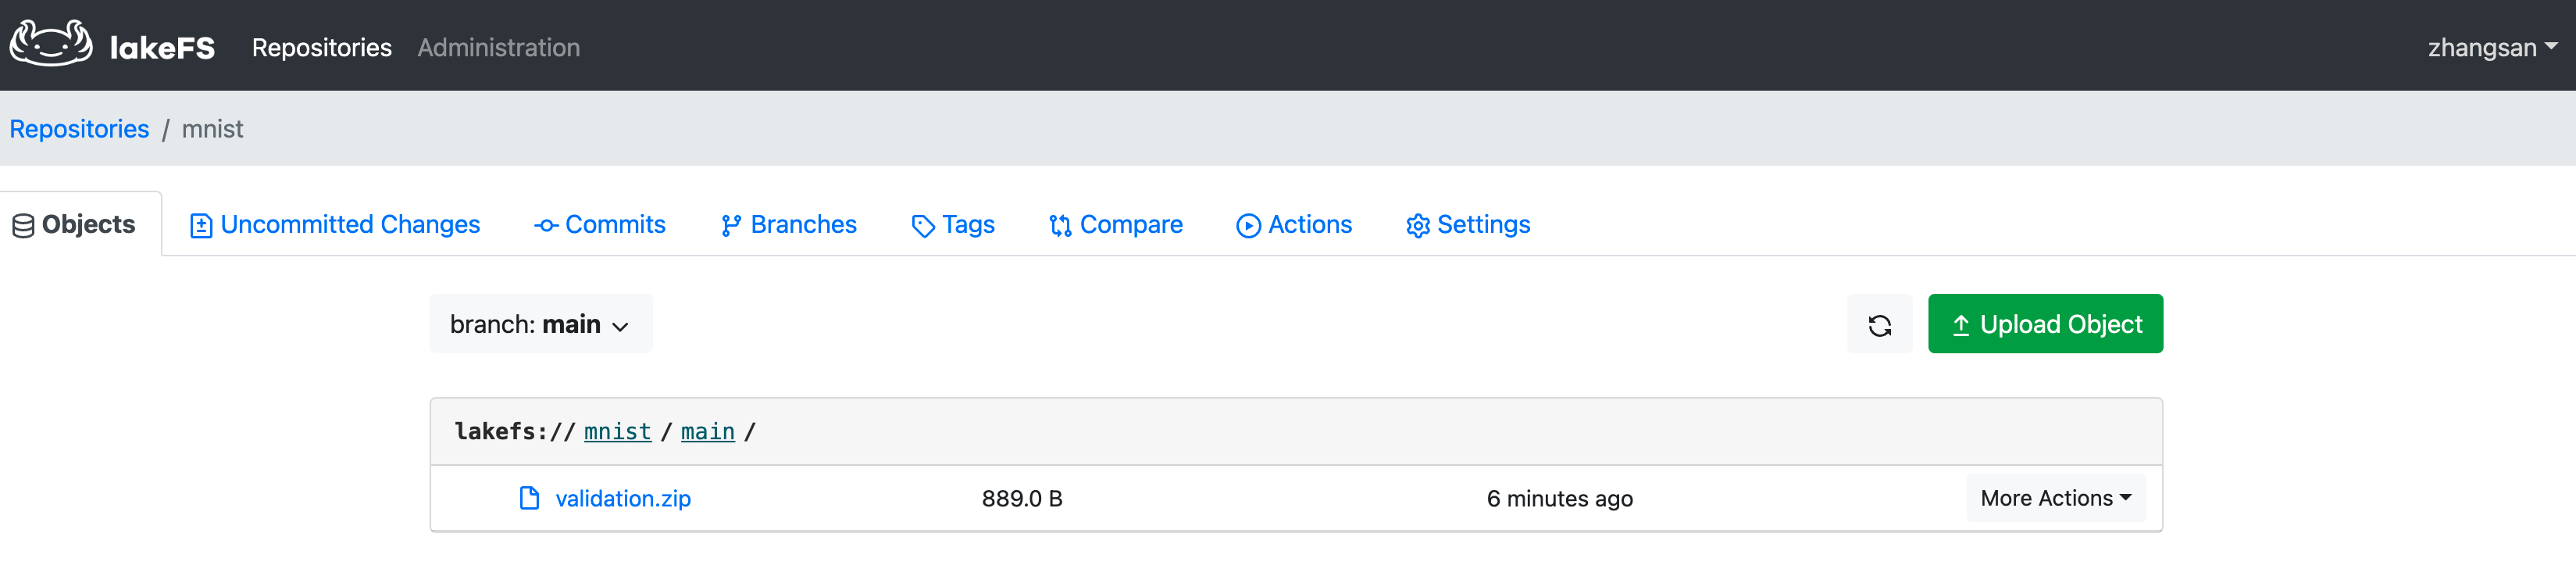 lakeFS Repositories Administration zhangsan
Repositories / mnist
Objects Uncommitted Changes Commits Branches Tags Compare Actions Settings
branch: main Upload Object
lakefs:// mnist / main /
validation.zip 889.0 B 6 minutes ago More Actions